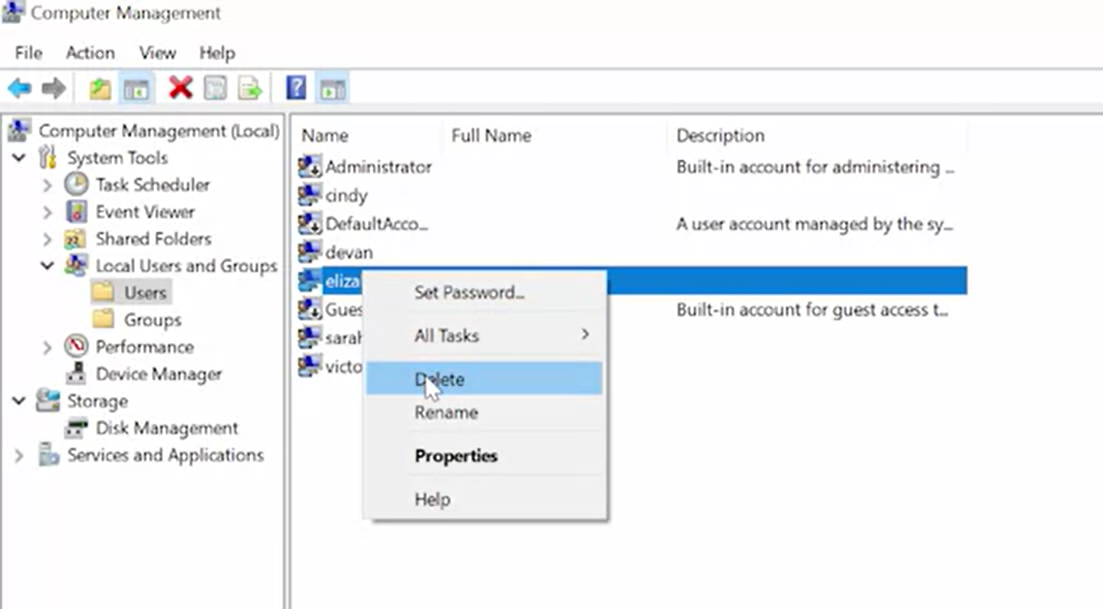 Computer Management
File Action View Help
Computer Management (Local)
System Tools
Task Scheduler
Event Viewer
Shared Folders
Local Users and Groups
Users
Groups
Performance
Device Manager
Storage
Disk Management
Services and Applications
Name Full Name Description
Administrator Built-in account for administering ...
cindy
DefaultAcco... A user account managed by the sy...
devan
eliza
Gues Built-in account for guest access t...
sarah
victo
Set Password...
All Tasks
Delete
Rename
Properties
Help